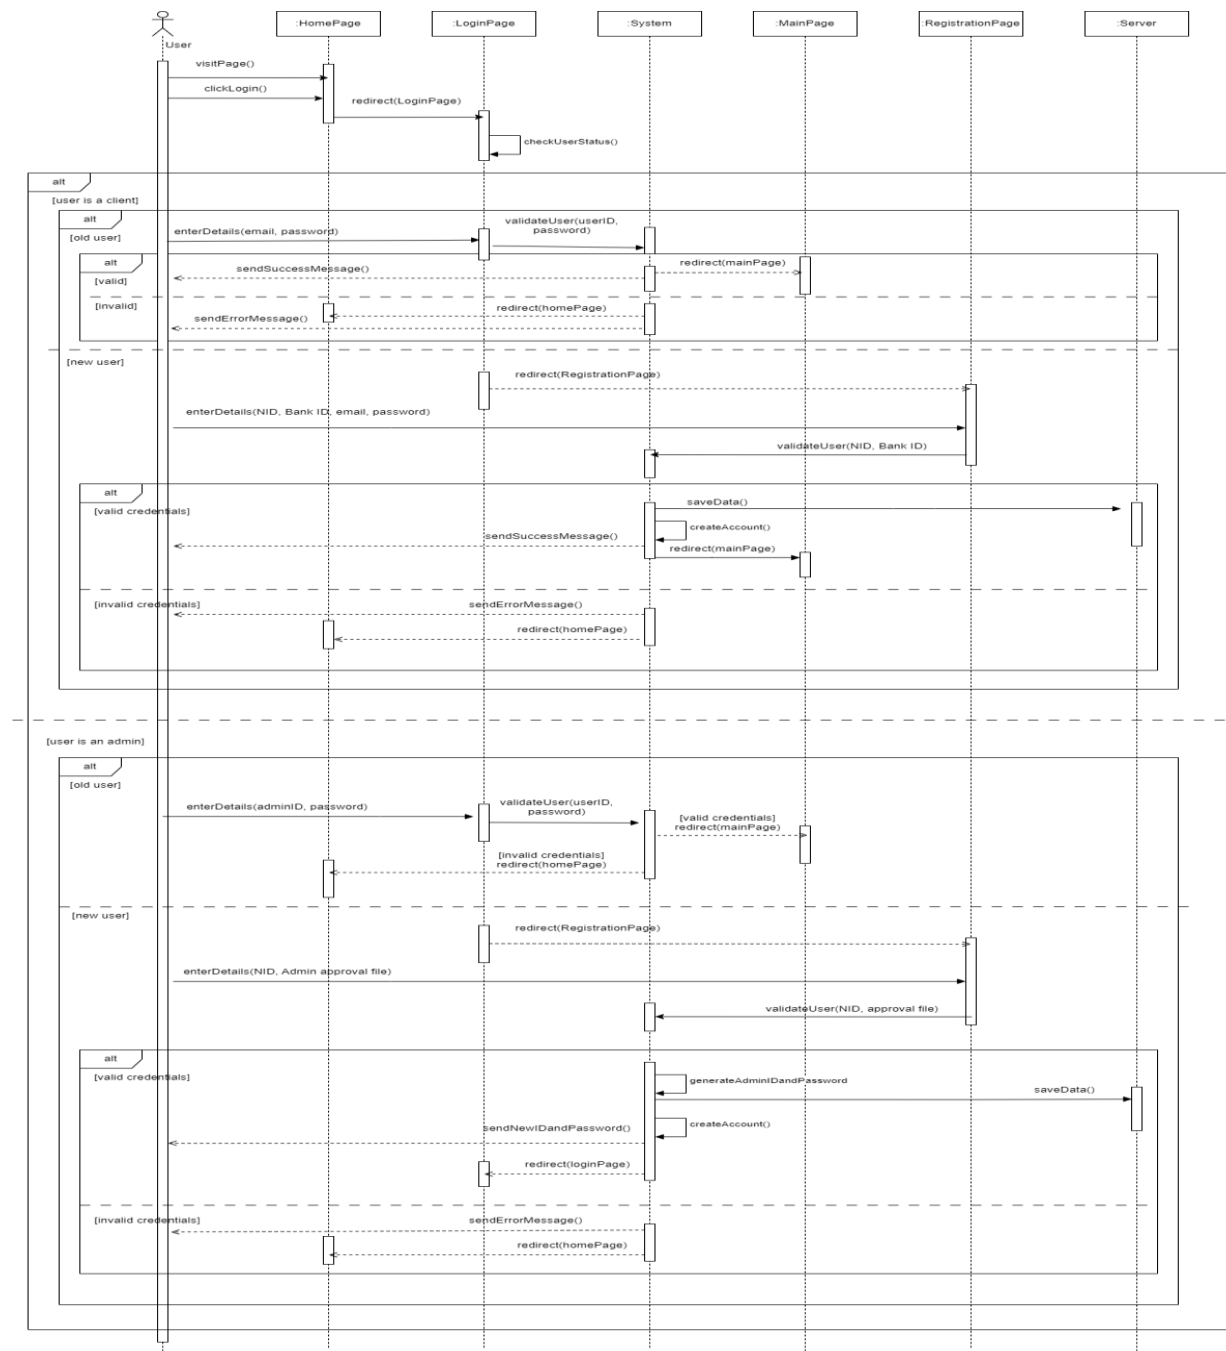 :HomePage
:LoginPage
:System
:MainPage
:RegistrationPage
:Server
User
visitPage()
clickLogin()
redirect(LoginPage)
checkUserStatus()
alt
[user is a client]
alt
[old user]
enterDetails(email, password)
validateUser(userID,
password)
alt
[valid]
sendSuccessMessage()
redirect(mainPage)
[invalid]
redirect(homePage)
sendErrorMessage()
[new user]
redirect(RegistrationPage)
enterDetails(NID, Bank ID, email, password)
validateUser(NID, Bank ID)
alt
[valid credentials]
saveData()
createAccount()
sendSuccessMessage()
redirect(mainPage)
[invalid credentials]
sendErrorMessage()
redirect(homePage)
[user is an admin]
alt
[old user]
enterDetails(adminID, password)
validateUser(userID,
password)
[valid credentials]
redirect(mainPage)
[invalid credentials]
redirect(homePage)
[new user]
redirect(RegistrationPage)
enterDetails(NID, Admin approval file)
validateUser(NID, approval file)
alt
[valid credentials]
generateAdminIDandPassword
saveData()
createAccount()
sendNewIDandPassword()
redirect(loginPage)
[invalid credentials]
sendErrorMessage()
redirect(homePage)